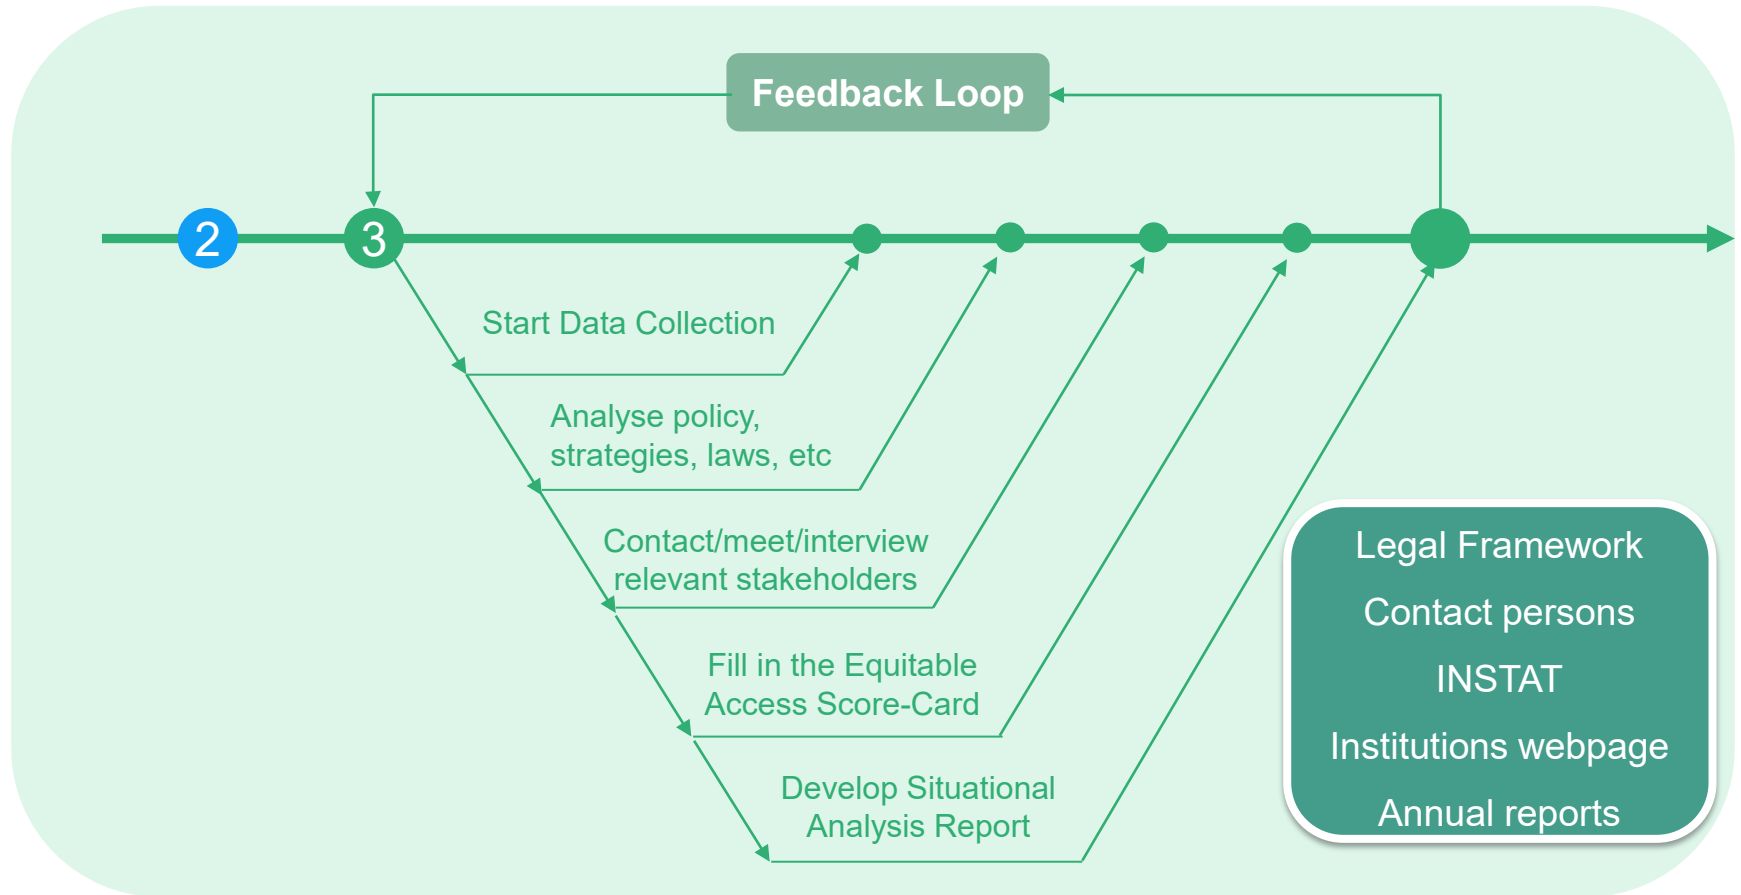 Feedback Loop
2
3
Start Data Collection
Analyse policy,
strategies, laws, etc
Contact/meet/interview
relevant stakeholders
Fill in the Equitable
Access Score-Card
Develop Situational
Analysis Report
Legal Framework
Contact persons
INSTAT
Institutions webpage
Annual reports